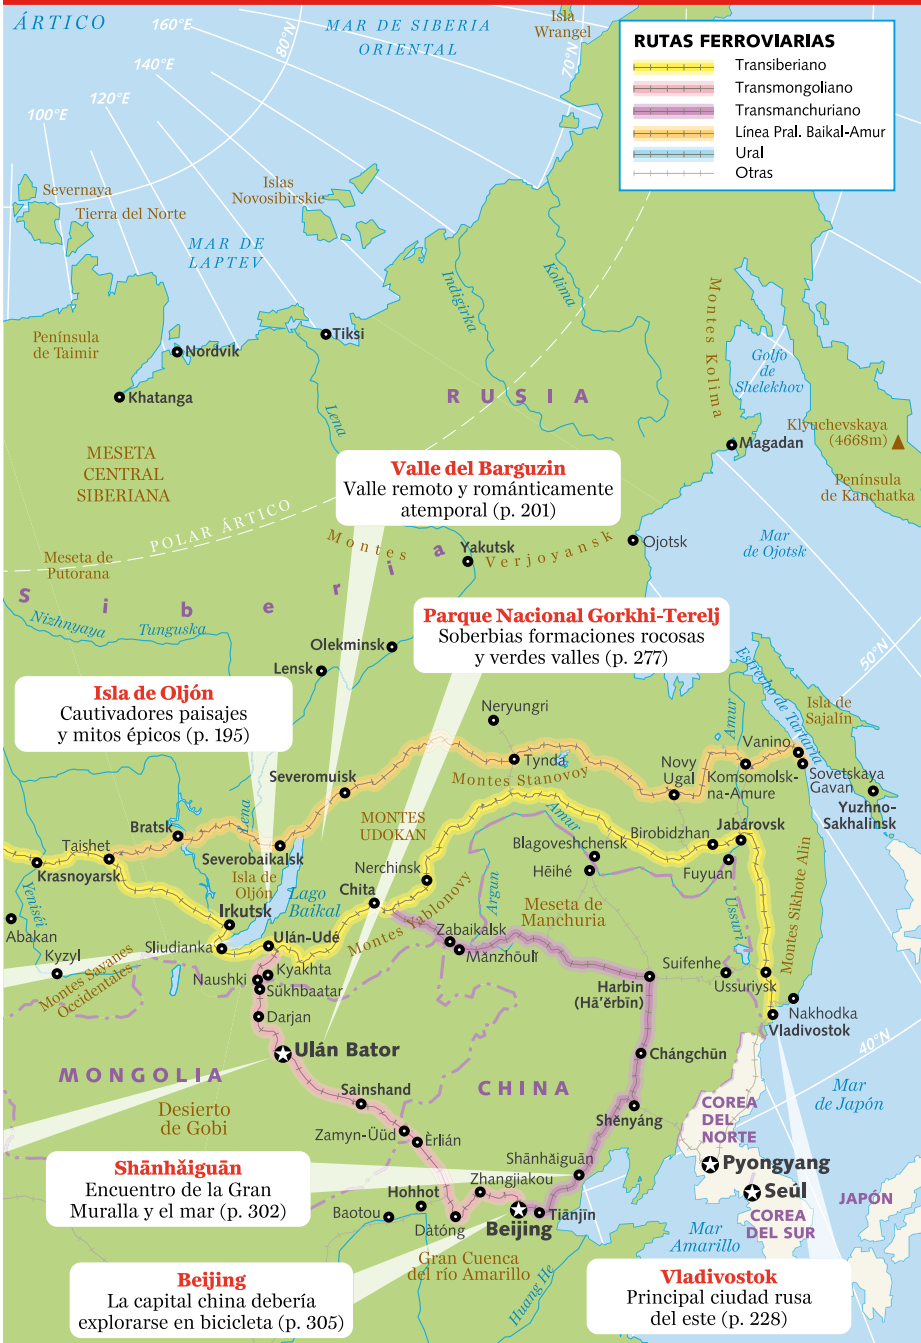 ÁRTICO
160°E
140°E
120°E
100°E
80°N
70°N
MAR DE SIBERIA
ORIENTAL
Isla
Wrangel
RUTAS FERROVIARIAS
Transiberiano
Transmongoliano
Transmanchuriano
Línea Pral. Baikal-Amur
Ural
Otras
Severnaya
Tierra del Norte
Islas
Novosibirskie
MAR DE
LAPTEV
Indigirka
Kolima
Montes Kolima
Península
de Taimir
Nordvik
Tiksi
Khatanga
Lena
RUSIA
Golfo
de
Shelekhov
Klyuchevskaya
(4668m)
Magadan
Península
de Kanchatka
MESETA
CENTRAL
SIBERIANA
Valle del Barguzin
Valle remoto y románticamente
atemporal (p. 201)
POLAR ÁRTICO
Montes Verjoyansk
Yakutsk
Ojotsk
Mar
de Ojotsk
Meseta de
Putorana
Siberia
Nizhnyaya Tunguska
Olekminsk
Lensk
Parque Nacional Gorkhi-Terelj
Soberbias formaciones rocosas
y verdes valles (p. 277)
50°N
Isla de Oljón
Cautivadores paisajes
y mitos épicos (p. 195)
Estrecho de Tartaria
Isla de
Sajalín
Neryungri
Tynda
Montes Stanovoy
Amur
Vanino
Novy
Ugal
Komsomolsk-
na-Amure
Sovetskaya
Gavan
Yuzhno-
Sakhalinsk
Severomuisk
Lena
Bratsk
MONTES
UDOKAN
Amur
Taishet
Severobaikalsk
Blagoveshchensk
Birobidzhan
Jabárovsk
Krasnoyarsk
Isla de
Oljón
Nerchinsk
Hēihé
Fuyuan
Yeniséi
Lago
Baikal
Chita
Argun
Meseta de
Manchuria
Irkutsk
Montes Yablonovy
Ussuri
Montes Sikhote Alin
Abakan
Sliudianka
Ulán-Udé
Zabaikalsk
Mănzhōulǐ
Kyzyl
Montes Sayanes
Occidentales
Naushki
Kyakhta
Sükhbaatar
Suifenhe
Ussuriysk
Harbin
(Hā'ěrbīn)
Nakhodka
Vladivostok
Darjan
40°N
Ulán Bator
Chángchūn
MONGOLIA
CHINA
Sainshand
Mar
de Japón
Desierto
de Gobi
COREA
DEL
NORTE
Shěnyáng
Zamyn-Üüd
Èrlián
Pyongyang
Shānhǎiguān
Encuentro de la Gran
Muralla y el mar (p. 302)
Shānhǎiguān
Zhangjiakou
Seúl
JAPÓN
Hohhot
Baotou
Dàtóng
Beijing
Tiānjīn
COREA
DEL SUR
Mar
Amarillo
Gran Cuenca
del río Amarillo
Huang He
Beijing
La capital china debería
explorarse en bicicleta (p. 305)
Vladivostok
Principal ciudad rusa
del este (p. 228)